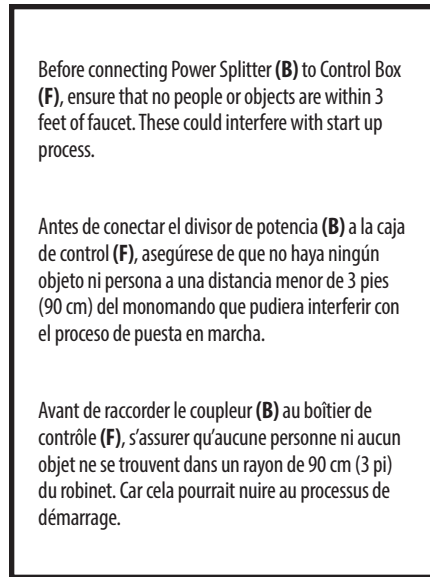 Before connecting Power Splitter (B) to Control Box
(F), ensure that no people or objects are within 3
feet of faucet. These could interfere with start up
process.
Antes de conectar el divisor de potencia (B) a la caja
de control (F), asegúrese de que no haya ningún
objeto ni persona a una distancia menor de 3 pies
(90 cm) del monomando que pudiera interferir con
el proceso de puesta en marcha.
Avant de raccorder le coupleur (B) au boîtier de
contrôle (F), s’assurer qu’aucune personne ni aucun
objet ne se trouvent dans un rayon de 90 cm (3 pi)
du robinet. Car cela pourrait nuire au processus de
démarrage.